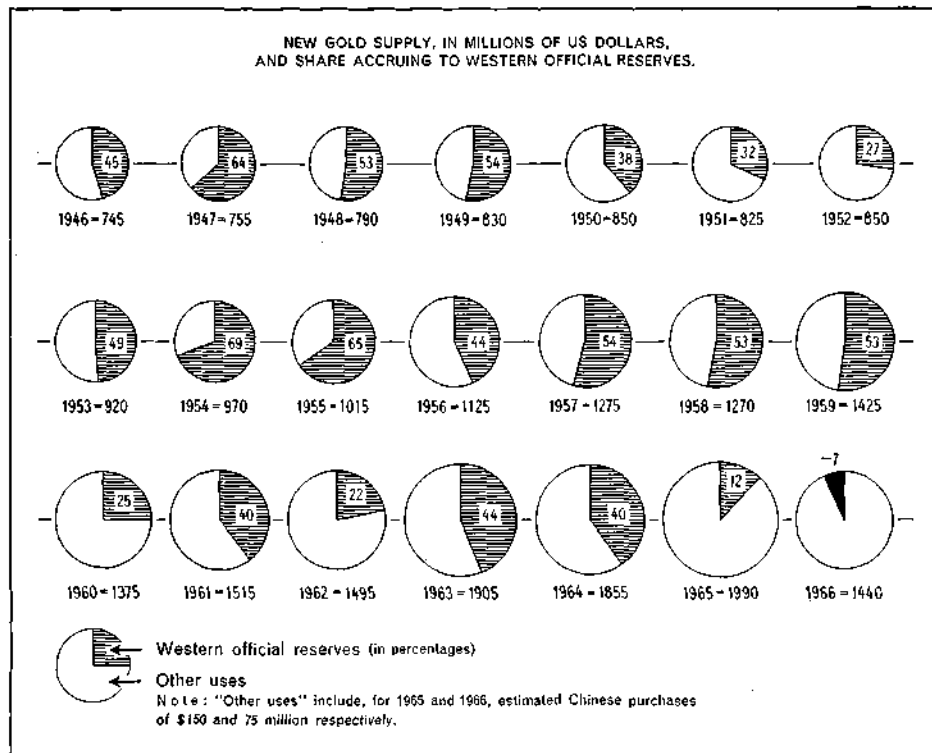 NEW GOLD SUPPLY, IN MILLIONS OF US DOLLARS,
AND SHARE ACCRUING TO WESTERN OFFICIAL RESERVES.
45 64 53 54 38 32 27
1946=745 1947=755 1948=790 1949=830 1950=850 1951=825 1952=850
49 69 65 44 54 53 53
1953=920 1954=970 1955=1015 1956=1125 1957=1275 1958=1270 1959=1425
-7
25 40 22 44 40 12
1960=1375 1961=1515 1962=1495 1963=1905 1964=1855 1965=1990 1966=1440
Western official reserves (in percentages)
Other uses
Note: "Other uses" include, for 1965 and 1966, estimated Chinese purchases
of $150 and 75 million respectively.